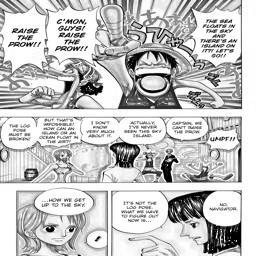 THE SEA
FLOATS IN
THE SKY
AND
THERE'S AN
ISLAND ON
IT!! LET'S
GO!!
C'MON,
GUYS!
RAISE
THE
PROW!!
RAISE
THE
PROW!!
UMPF!!
CAPTAIN, WE
CAN'T RAISE
THE PROW.
ACTUALLY,
I'VE NEVER
SEEN THIS SKY
ISLAND.
I DON'T
KNOW
VERY MUCH
ABOUT IT.
BUT THAT'S
IMPOSSIBLE!
HOW CAN AN
ISLAND OR AN
OCEAN FLOAT
IN THE AIR?!
THE LOG
POSE
MUST BE
BROKEN!
NO,
NAVIGATOR.
IT'S NOT THE
LOG POSE.
WHAT WE
HAVE TO
FIGURE OUT
NOW IS...
...HOW WE GET
UP TO THE SKY.